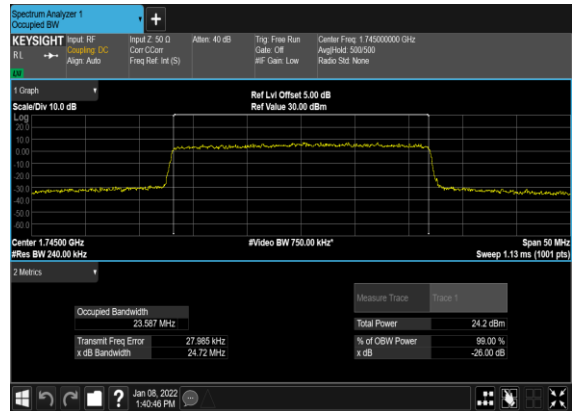 Spectrum Analyzer 1
Occupied BW
+
KEYSIGHT Input: RF Input Z: 50 Ω Atten: 40 dB Trig: Free Run Center Freq: 1.745000000 GHz
R L Coupling: DC Corr CCorr Gate: Off Avg|Hold: 500/500
Align: Auto Freq Ref: Int (S) #IF Gain: Low Radio Std: None
1 Graph
Ref Lvl Offset 5.00 dB
Scale/Div 10.0 dB Ref Value 30.00 dBm
Log
20.0
10.0
0.00
-10.0
-20.0
-30.0
-40.0
-50.0
-60.0
Center 1.74500 GHz #Video BW 750.00 kHz* Span 50 MHz
#Res BW 240.00 kHz Sweep 1.13 ms (1001 pts)
2 Metrics
Measure Trace Trace 1
Occupied Bandwidth
23.587 MHz Total Power 24.2 dBm
Transmit Freq Error 27.985 kHz % of OBW Power 99.00 %
x dB Bandwidth 24.72 MHz x dB -26.00 dB
? Jan 08, 2022
1:40:46 PM